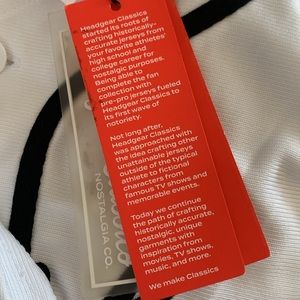 Headgear Classics
started its roots of
crafting historically-
accurate jerseys from
your favorite athletes'
high school and
college career for
nostalgic purposes.
Being able to
complete the fan
collection with
pre-pro jerseys fueled
Headgear Classics to
its first wave of
notoriety.
Not long after,
Headgear Classics
was approached with
the idea crafting other
unattainable jerseys
outside of the typical
athlete to fictional
characters from
famous TV shows and
memorable events.
Today we continue
the path of crafting
historically accurate,
nostalgic, unique
garments with
inspiration from
movies, TV shows,
music, and more.
We make Classics
NOSTALGIA CO.